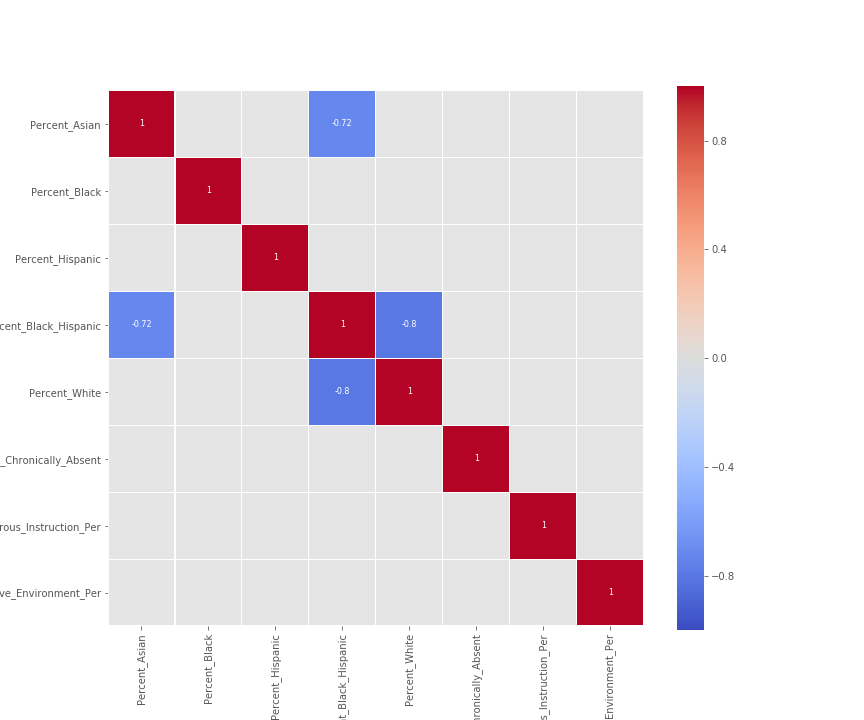 Percent_Asian 1 -0.72
Percent_Black 1
Percent_Hispanic 1
cent_Black_Hispanic -0.72 1 -0.8
Percent_White -0.8 1
_Chronically_Absent 1
rous_Instruction_Per 1
ve_Environment_Per 1
Percent_Asian
Percent_Black
Percent_Hispanic
t_Black_Hispanic
Percent_White
hronically_Absent
s_Instruction_Per
Environment_Per
0.8
0.4
0.0
−0.4
−0.8